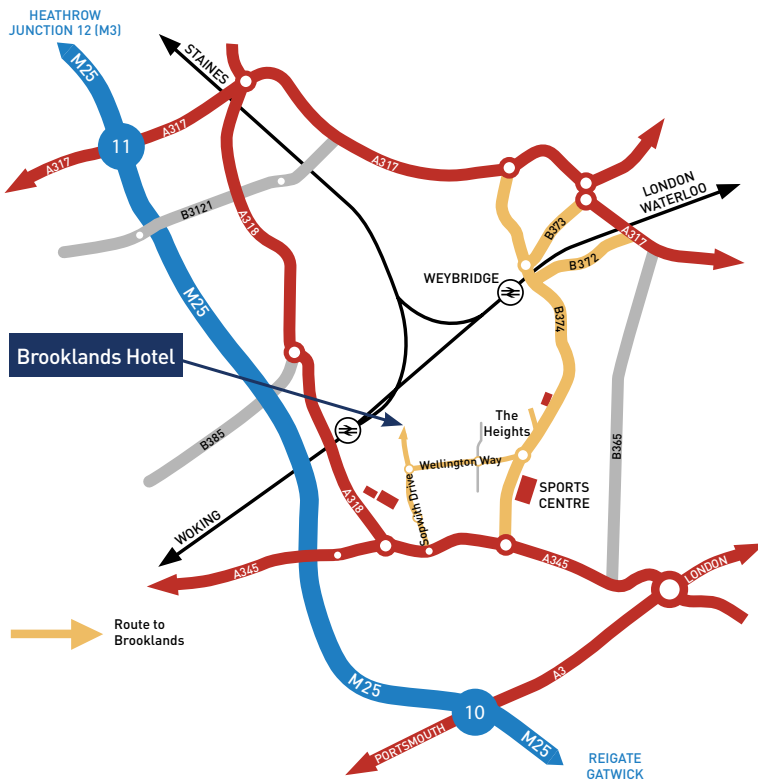 HEATHROW
JUNCTION 12 (M3)
M25
STAINES
A317
11
A317
A317
B3121
A318
LONDON
WATERLOO
B373
A317
B372
WEYBRIDGE
M25
B374
Brooklands Hotel
The
Heights
B385
B365
Wellington Way
Sopwith Drive
SPORTS
CENTRE
A318
WOKING
A345
A345
LONDON
Route to
Brooklands
M25
A3
10
PORTSMOUTH
M25
REIGATE
GATWICK